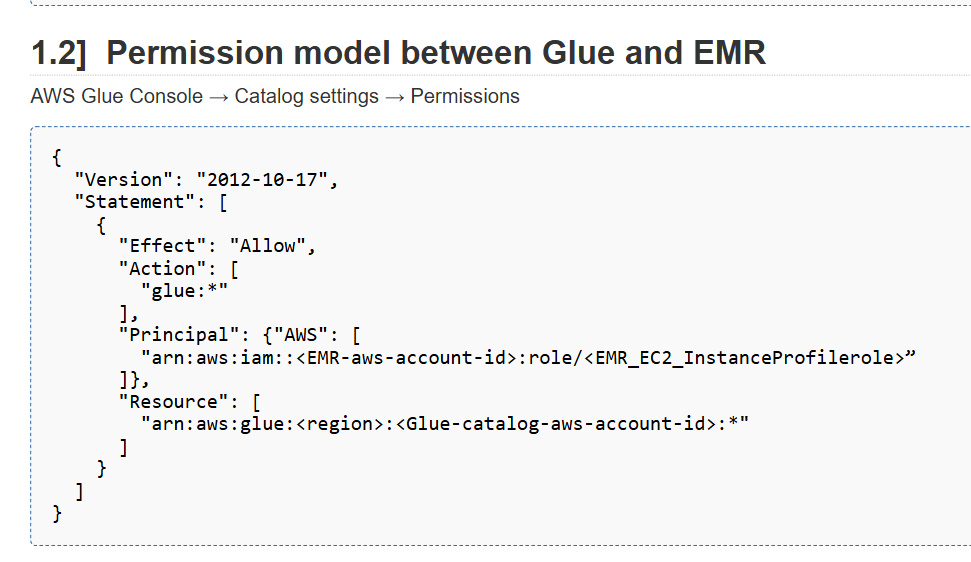 1.2]  Permission model between Glue and EMR
AWS Glue Console → Catalog settings → Permissions
{
  "Version": "2012-10-17",
  "Statement": [
    {
      "Effect": "Allow",
      "Action": [
        "glue:*"
      ],
      "Principal": {"AWS": [
        "arn:aws:iam::<EMR-aws-account-id>:role/<EMR_EC2_InstanceProfilerole>”
      ]},
      "Resource": [
        "arn:aws:glue:<region>:<Glue-catalog-aws-account-id>:*"
      ]
    }
  ]
}